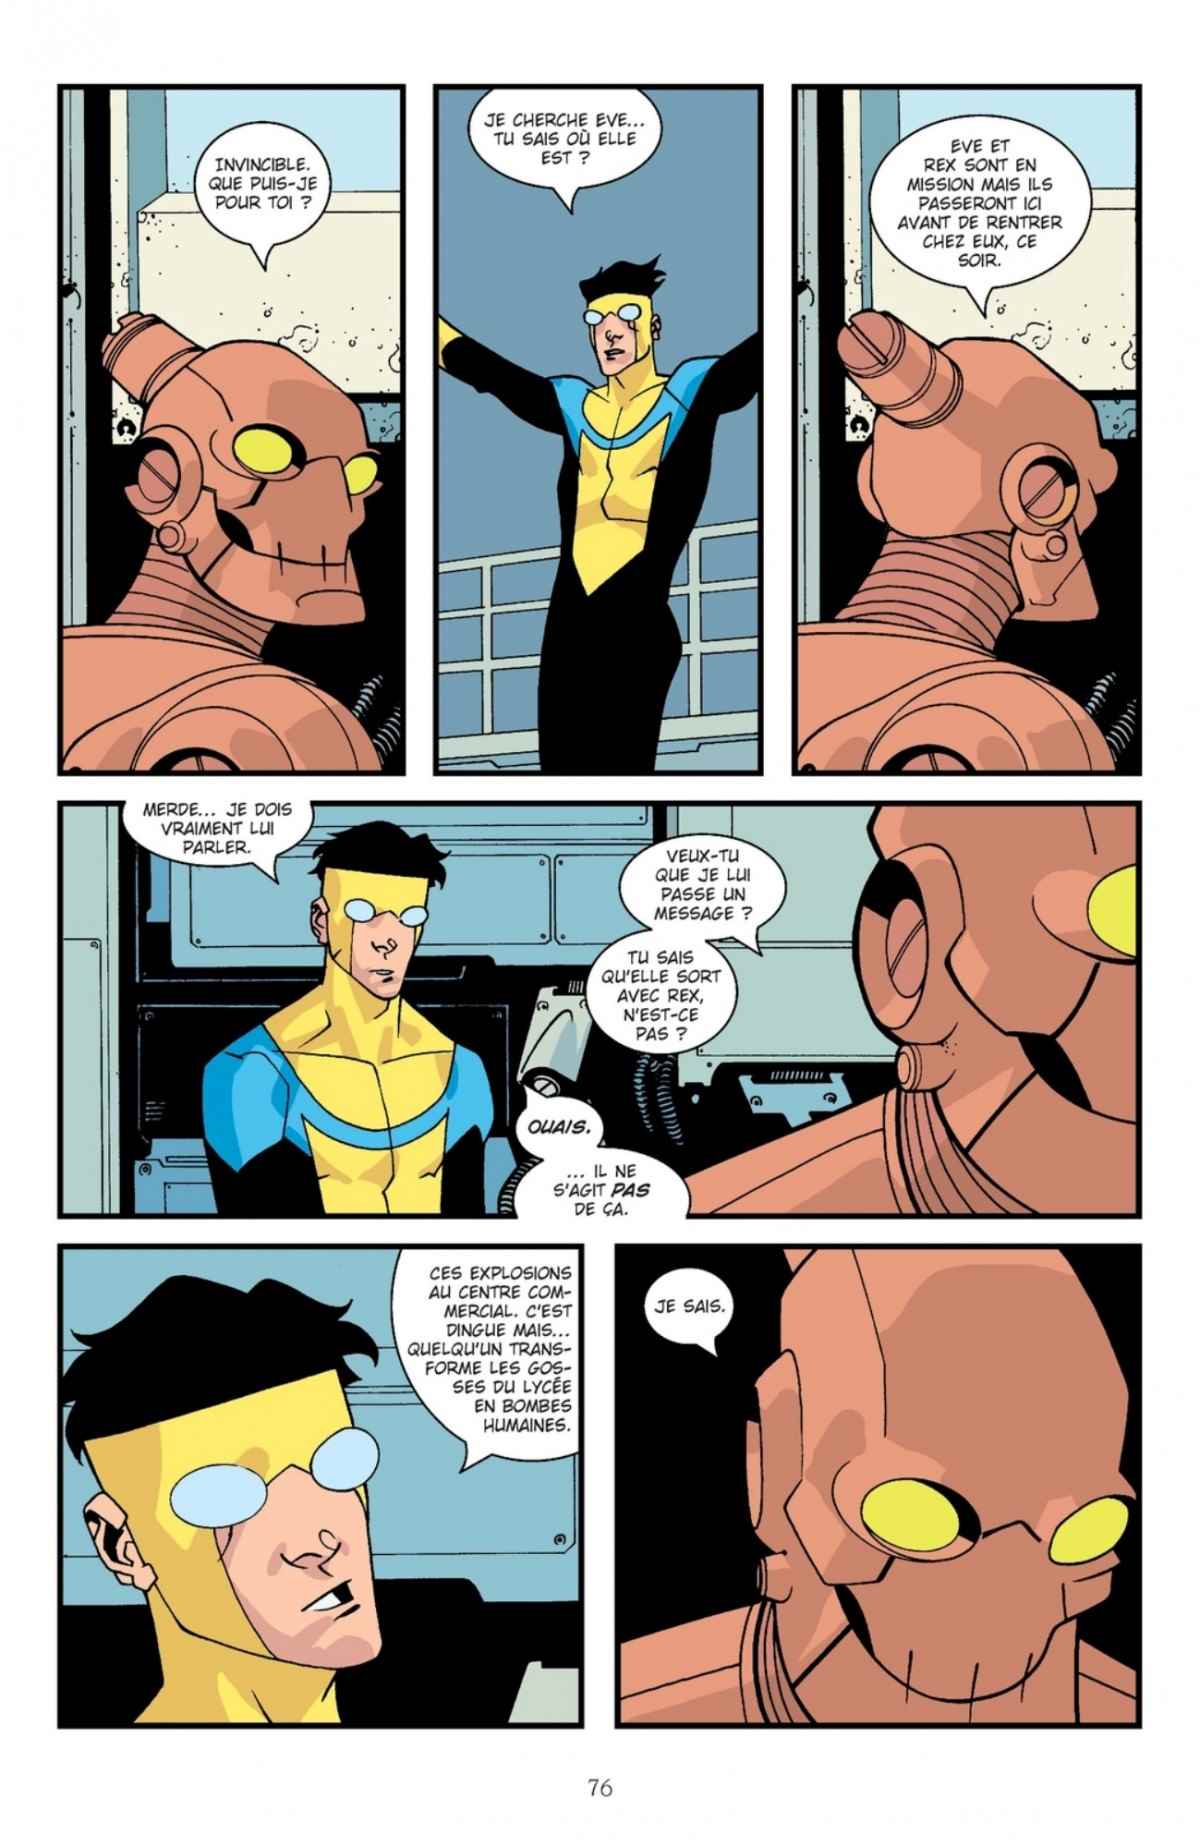 INVINCIBLE.
QUE PUIS-JE
POUR TOI ?
JE CHERCHE EVE...
TU SAIS OÙ ELLE
EST ?
EVE ET
REX SONT EN
MISSION MAIS ILS
PASSERONT ICI
AVANT DE RENTRER
CHEZ EUX, CE
SOIR.
MERDE... JE DOIS
VRAIMENT LUI
PARLER.
VEUX-TU
QUE JE LUI
PASSE UN
MESSAGE ?
TU SAIS
QU'ELLE SORT
AVEC REX,
N'EST-CE
PAS ?
OUAIS.
... IL NE
S'AGIT PAS
DE ÇA.
CES EXPLOSIONS
AU CENTRE COM-
MERCIAL. C'EST
DINGUE MAIS...
QUELQU'UN TRANS-
FORME LES GOS-
SES DU LYCÉE
EN BOMBES
HUMAINES.
JE SAIS.
76